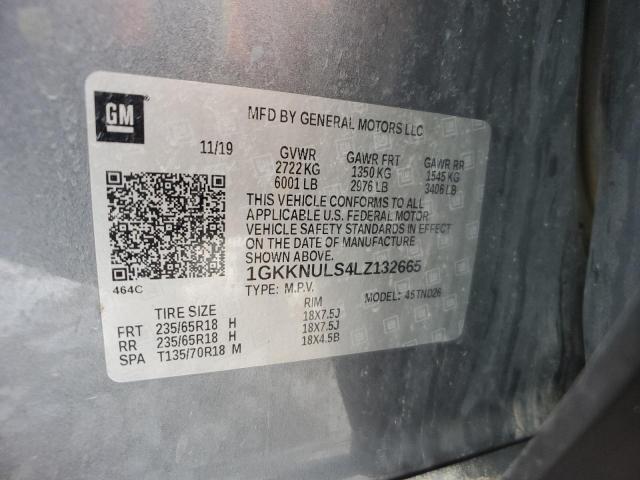 GM
MFD BY GENERAL MOTORS LLC
11/19 GVWR GAWR FRT GAWR RR
2722 KG 1350 KG 1545 KG
6001 LB 2976 LB 3406 LB
THIS VEHICLE CONFORMS TO ALL
APPLICABLE U.S. FEDERAL MOTOR
VEHICLE SAFETY STANDARDS IN EFFECT
ON THE DATE OF MANUFACTURE
SHOWN ABOVE.
1GKKNULS4LZ132665
464C
TYPE: M.P.V. MODEL: 45TND26
TIRE SIZE RIM
FRT 235/65R18 H 18X7.5J
RR 235/65R18 H 18X7.5J
SPA T135/70R18 M 18X4.5B